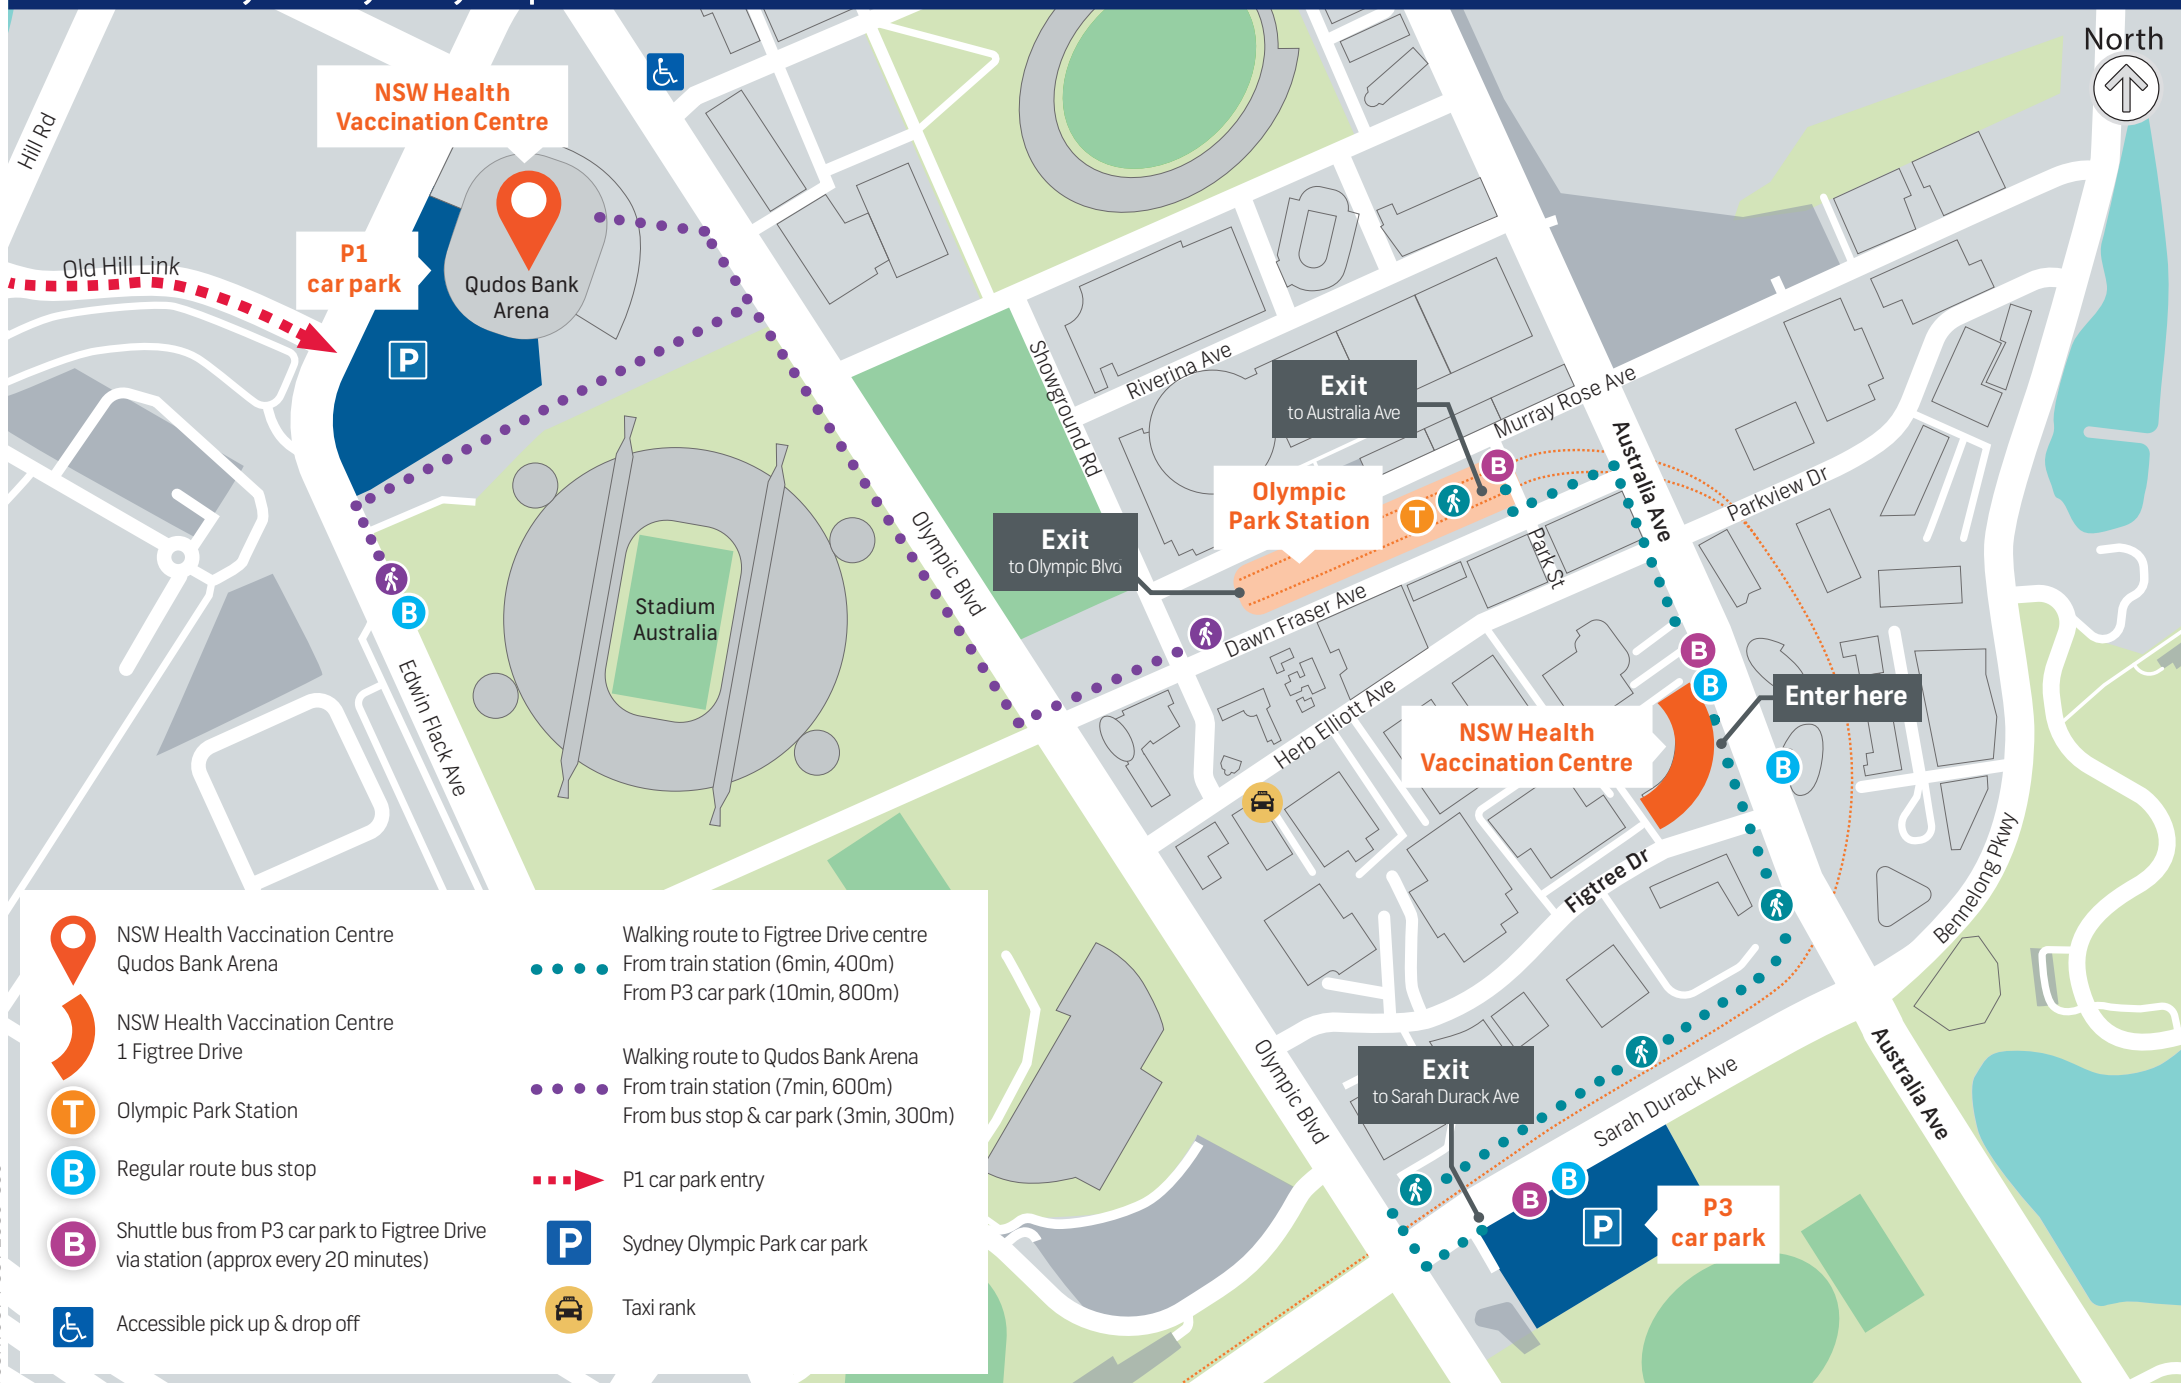 North
NSW Health
Vaccination Centre
Hill Rd
Old Hill Link
P1
car park
Qudos Bank
Arena
P
Showground Rd
Riverina Ave
Exit
to Australia Ave
Murray Rose Ave
Australia Ave
B
Olympic
Park Station
T
Parkview Dr
Exit
to Olympic Blvd
Olympic Blvd
Park St
Dawn Fraser Ave
Stadium
Australia
B
Edwin Flack Ave
Herb Elliott Ave
B
B
Enter here
NSW Health
Vaccination Centre
B
Figtree Dr
Bennelong Pkwy
Olympic Blvd
Exit
to Sarah Durack Ave
Sarah Durack Ave
Australia Ave
B
B
P
P3
car park
NSW Health Vaccination Centre
Qudos Bank Arena
NSW Health Vaccination Centre
1 Figtree Drive
T
Olympic Park Station
B
Regular route bus stop
B
Shuttle bus from P3 car park to Figtree Drive
via station (approx every 20 minutes)
Accessible pick up & drop off
Walking route to Figtree Drive centre
From train station (6min, 400m)
From P3 car park (10min, 800m)
Walking route to Qudos Bank Arena
From train station (7min, 600m)
From bus stop & car park (3min, 300m)
P1 car park entry
P
Sydney Olympic Park car park
Taxi rank